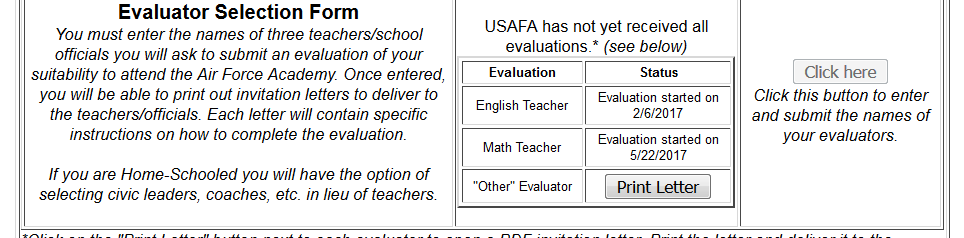 Evaluator Selection Form
You must enter the names of three teachers/school
officials you will ask to submit an evaluation of your
suitability to attend the Air Force Academy. Once entered,
you will be able to print out invitation letters to deliver to
the teachers/officials. Each letter will contain specific
instructions on how to complete the evaluation.
If you are Home-Schooled you will have the option of
selecting civic leaders, coaches, etc. in lieu of teachers.
USAFA has not yet received all
evaluations.* (see below)
Evaluation Status
English Teacher Evaluation started on
2/6/2017
Math Teacher Evaluation started on
5/22/2017
"Other" Evaluator Print Letter
Click here
Click this button to enter
and submit the names of
your evaluators.
*Click on the "Print Letter" button next to each evaluator to open a PDF invitation letter. Print the letter and deliver it to the